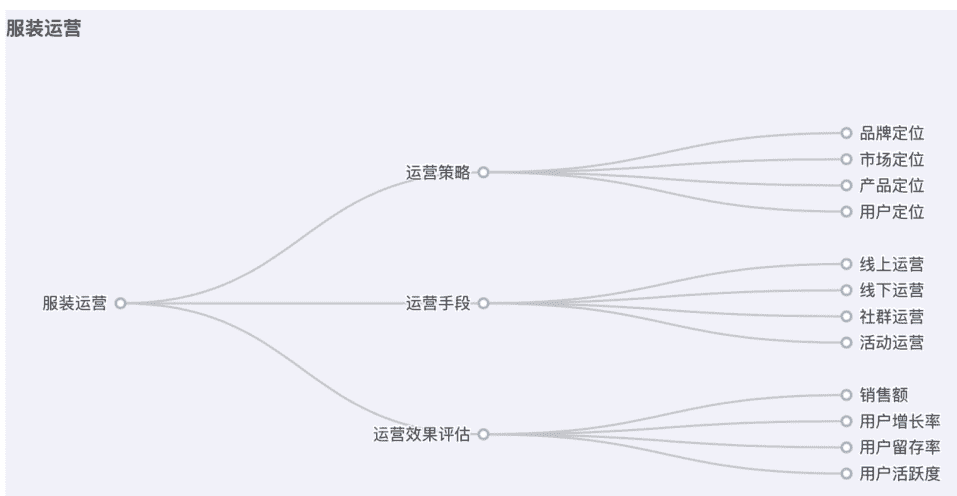 服装运营
服装运营
运营策略
品牌定位
市场定位
产品定位
用户定位
运营手段
线上运营
线下运营
社群运营
活动运营
运营效果评估
销售额
用户增长率
用户留存率
用户活跃度